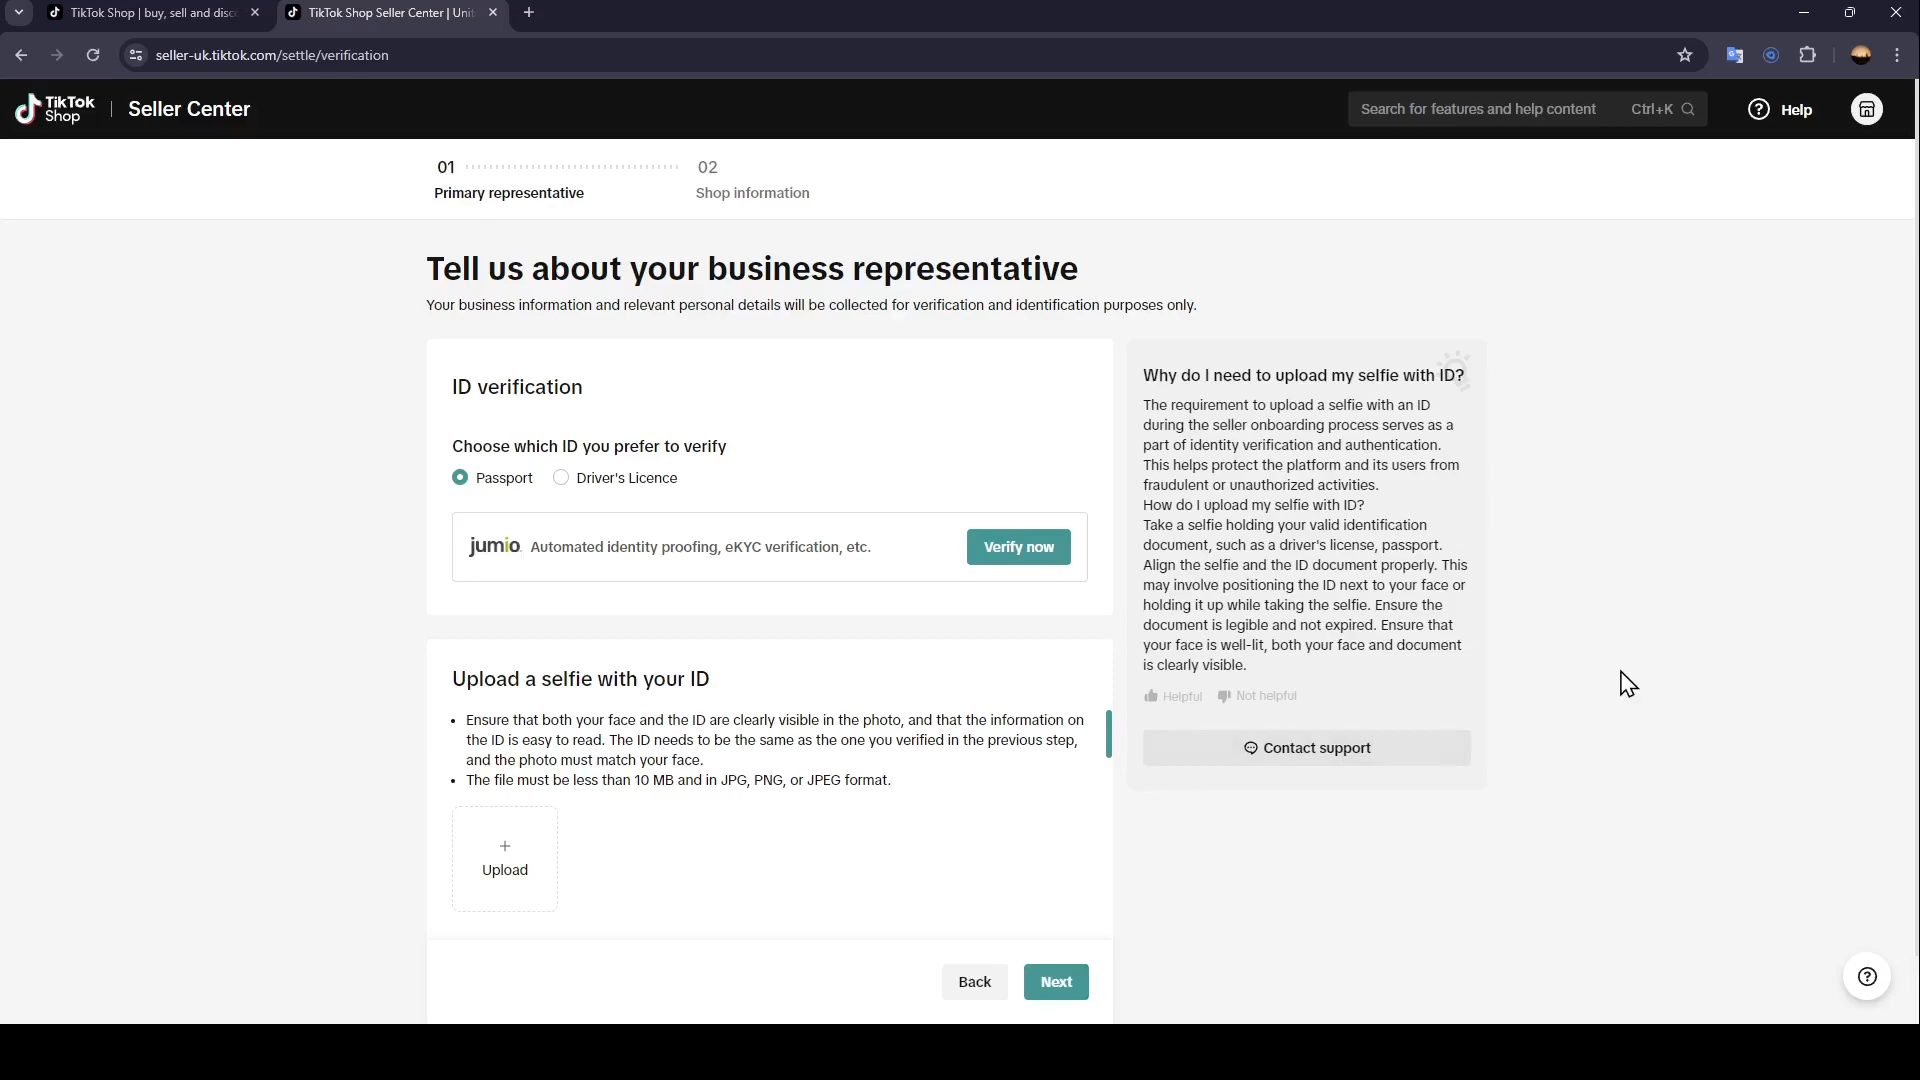 TikTok Shop | buy, sell and disc
TikTok Shop Seller Center | Unit
seller-uk.tiktok.com/settle/verification
TikTok
Shop
Seller Center
Search for features and help content
Ctrl+K
Help
01
02
Primary representative
Shop information
Tell us about your business representative
Your business information and relevant personal details will be collected for verification and identification purposes only.
ID verification
Choose which ID you prefer to verify
Passport
Driver's Licence
jumio. Automated identity proofing, eKYC verification, etc.
Verify now
Upload a selfie with your ID
• Ensure that both your face and the ID are clearly visible in the photo, and that the information on
the ID is easy to read. The ID needs to be the same as the one you verified in the previous step,
and the photo must match your face.
• The file must be less than 10 MB and in JPG, PNG, or JPEG format.
+
Upload
Back
Next
Why do I need to upload my selfie with ID?
The requirement to upload a selfie with an ID
during the seller onboarding process serves as a
part of identity verification and authentication.
This helps protect the platform and its users from
fraudulent or unauthorized activities.
How do I upload my selfie with ID?
Take a selfie holding your valid identification
document, such as a driver's license, passport.
Align the selfie and the ID document properly. This
may involve positioning the ID next to your face or
holding it up while taking the selfie. Ensure the
document is legible and not expired. Ensure that
your face is well-lit, both your face and document
is clearly visible.
Helpful
Not helpful
Contact support